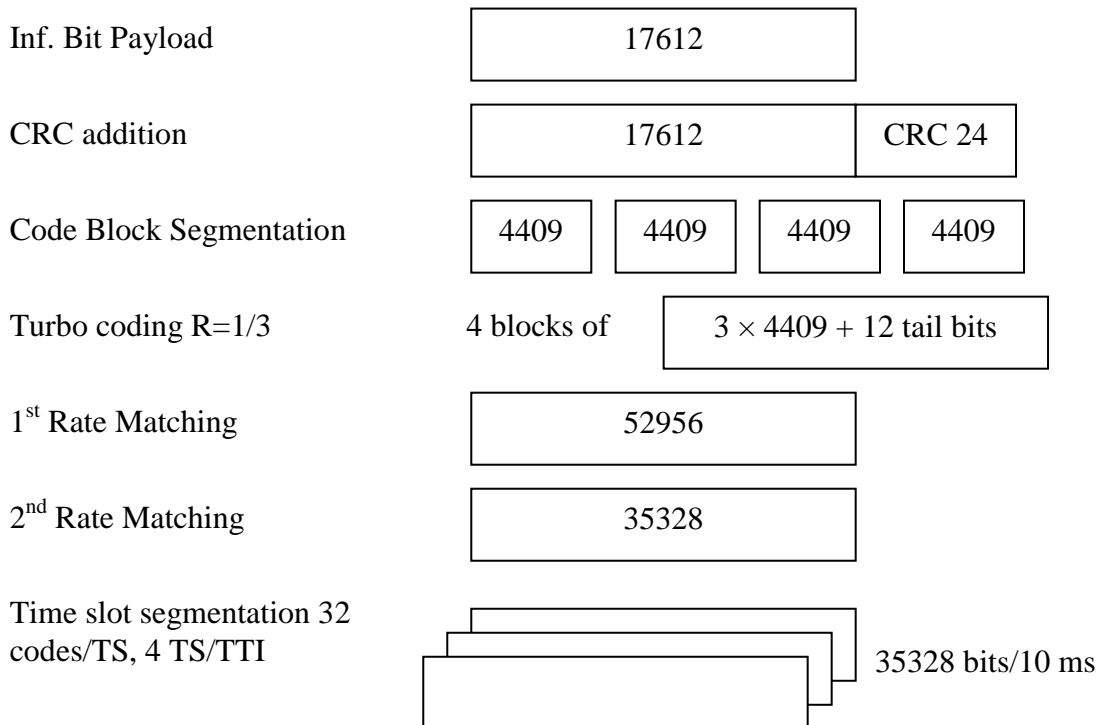 Inf. Bit Payload 17612
CRC addition 17612 CRC 24
Code Block Segmentation 4409 4409 4409 4409
Turbo coding R=1/3 4 blocks of 3 × 4409 + 12 tail bits
1st Rate Matching 52956
2nd Rate Matching 35328
Time slot segmentation 32
codes/TS, 4 TS/TTI
35328 bits/10 ms